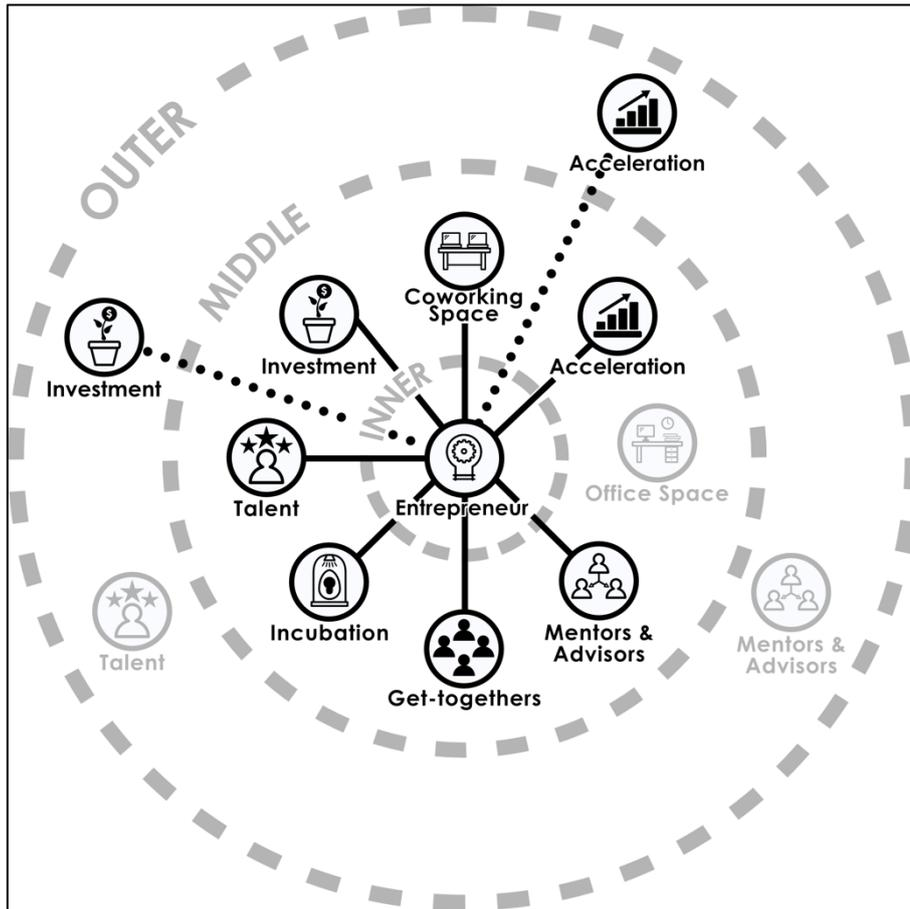 OUTER
Acceleration
MIDDLE
Coworking
Space
Investment
Investment
Acceleration
INNER
Talent
Entrepreneur
Office Space
Incubation
Mentors &
Advisors
Get-togethers
Talent
Mentors &
Advisors